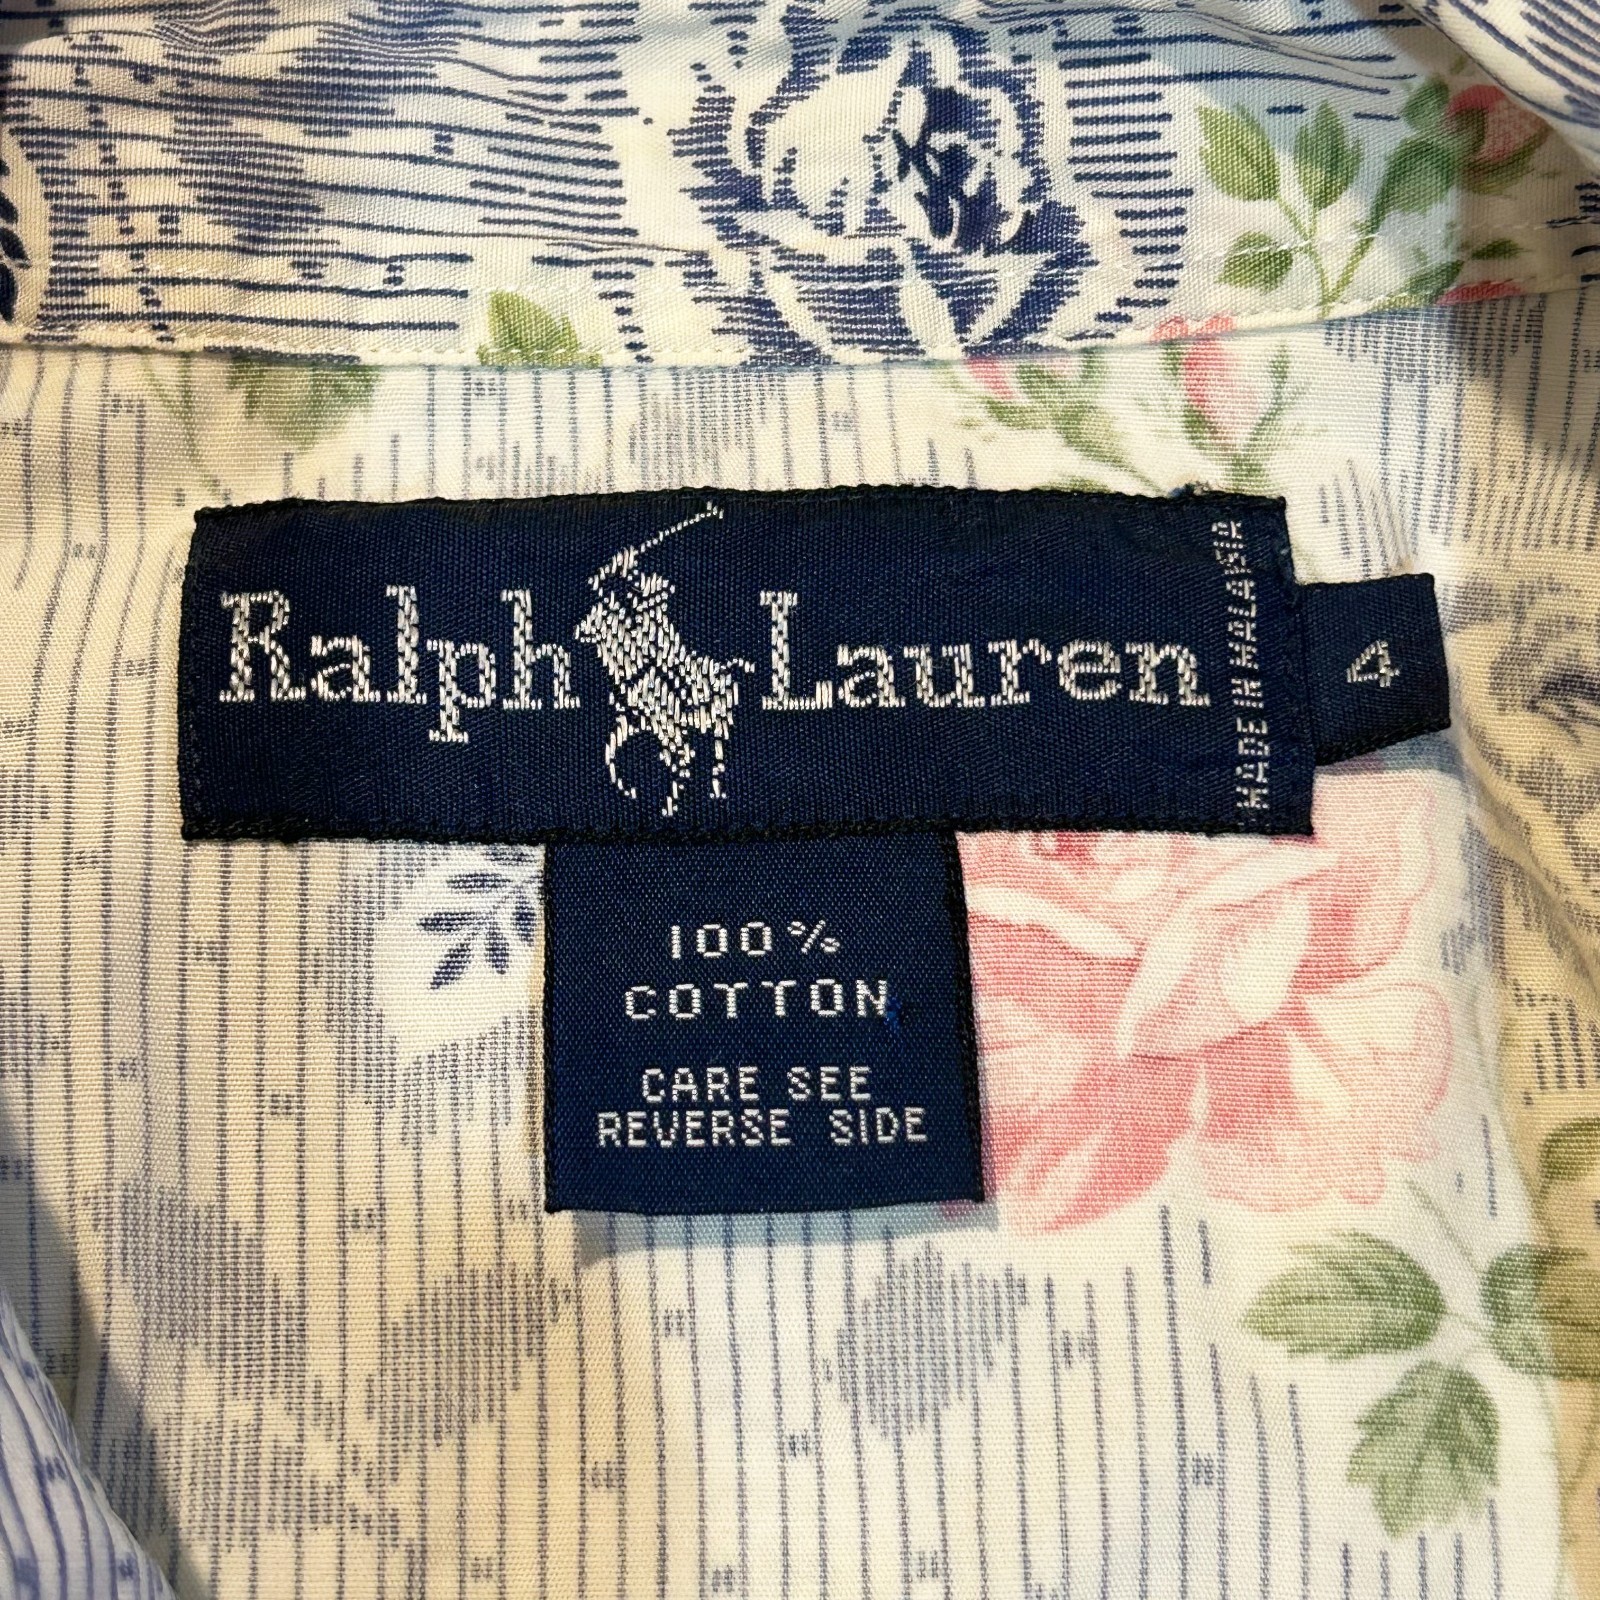 Ralph Lauren
MADE IN MALAYSIA
4
100%
COTTON
CARE SEE
REVERSE SIDE